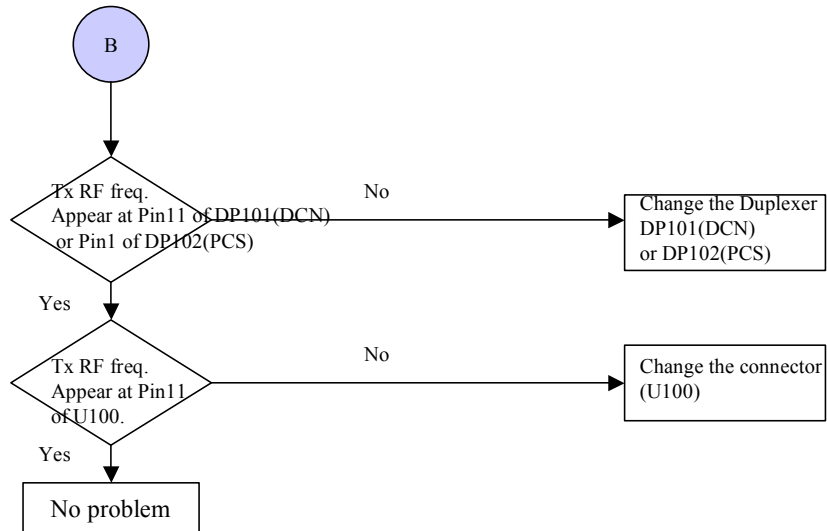 B
Tx RF freq.
Appear at Pin11 of DP101(DCN)
or Pin1 of DP102(PCS)
No
Change the Duplexer
DP101(DCN)
or DP102(PCS)
Yes
Tx RF freq.
Appear at Pin11
of U100.
No
Change the connector
(U100)
Yes
No problem